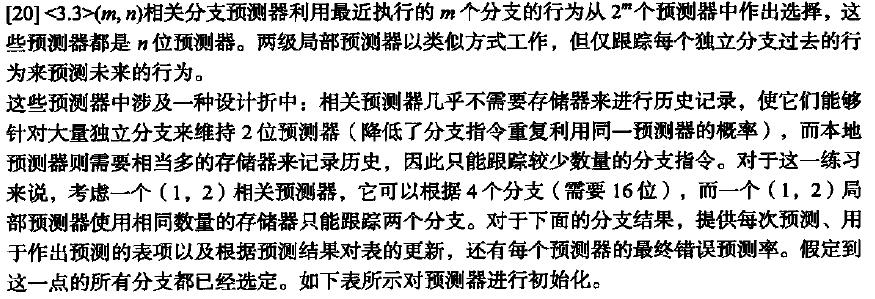 [20] <3.3>(m, n)相关分支预测器利用最近执行的 m 个分支的行为从 2^m 个预测器中作出选择，这
些预测器都是 n 位预测器。两级局部预测器以类似方式工作，但仅跟踪每个独立分支过去的行
为来预测未来的行为。
这些预测器中涉及一种设计折中：相关预测器几乎不需要存储器来进行历史记录，使它们能够
针对大量独立分支来维持 2 位预测器（降低了分支指令重复利用同一预测器的概率），而本地
预测器则需要相当多的存储器来记录历史，因此只能跟踪较少数量的分支指令。对于这一练习
来说，考虑一个（1，2）相关预测器，它可以根据 4 个分支（需要 16 位），而一个（1，2）局
部预测器使用相同数量的存储器只能跟踪两个分支。对于下面的分支结果，提供每次预测、用
于作出预测的表项以及根据预测结果对表的更新，还有每个预测器的最终错误预测率。假定到
这一点的所有分支都已经选定。如下表所示对预测器进行初始化。